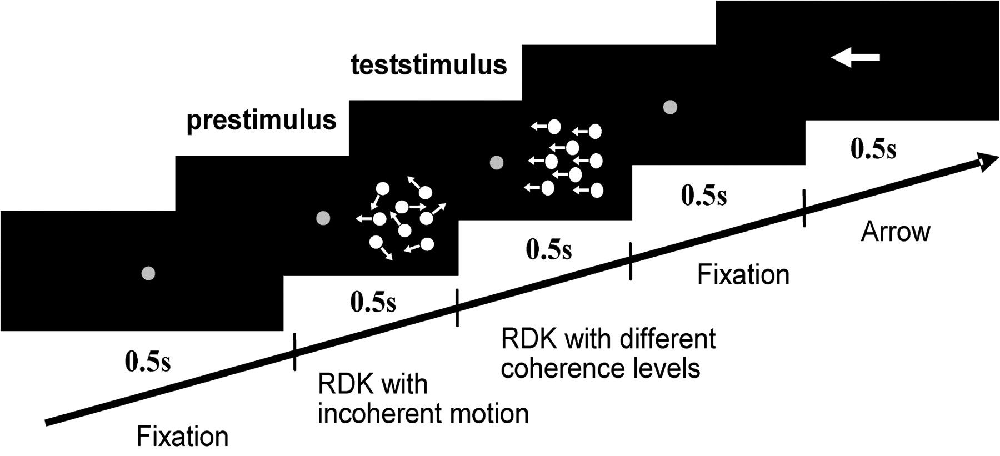 teststimulus
prestimulus
0.5s
0.5s
0.5s
0.5s
0.5s
Fixation
RDK with
incoherent motion
RDK with different
coherence levels
Fixation
Arrow